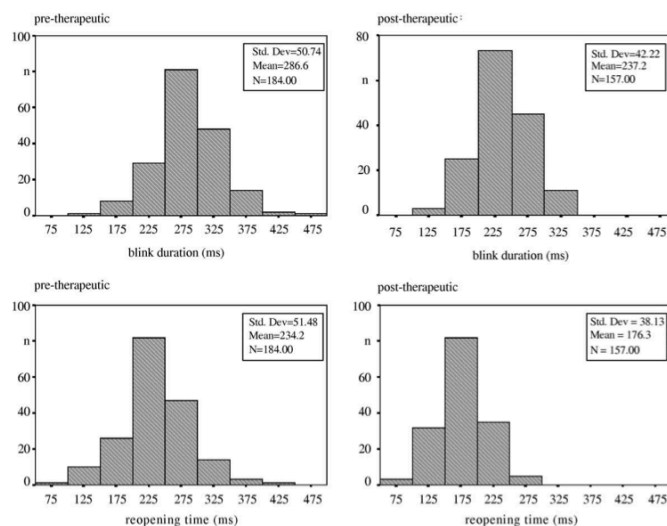 pre-therapeutic
100
n
80
60
40
20
0
Std. Dev=50.74
Mean=286.6
N=184.00
75 125 175 225 275 325 375 425 475
blink duration (ms)
post-therapeutic:
80
n
40
20
0
Std. Dev=42.22
Mean=237.2
N=157.00
75 125 175 225 275 325 375 425 475
blink duration (ms)
pre-therapeutic
100
n
80
60
40
20
Std. Dev=51.48
Mean=234.2
N=184.00
75 125 175 225 275 325 375 425 475
reopening time (ms)
post-therapeutic
100
n
80
60
40
20
Std. Dev = 38.13
Mean = 176.3
N = 157.00
75 125 175 225 275 325 375 425 475
reopening time (ms)